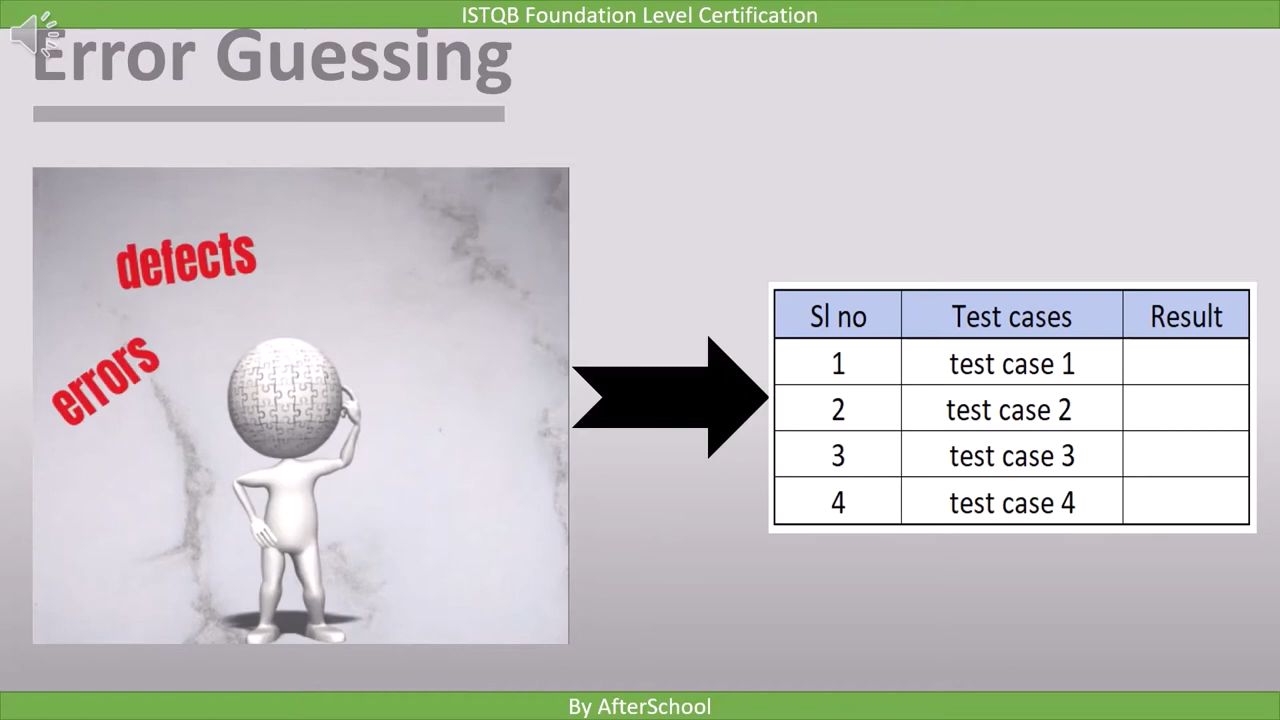 ISTQB Foundation Level Certification
Error Guessing
defects
errors
Sl no Test cases Result
1 test case 1
2 test case 2
3 test case 3
4 test case 4
By AfterSchool